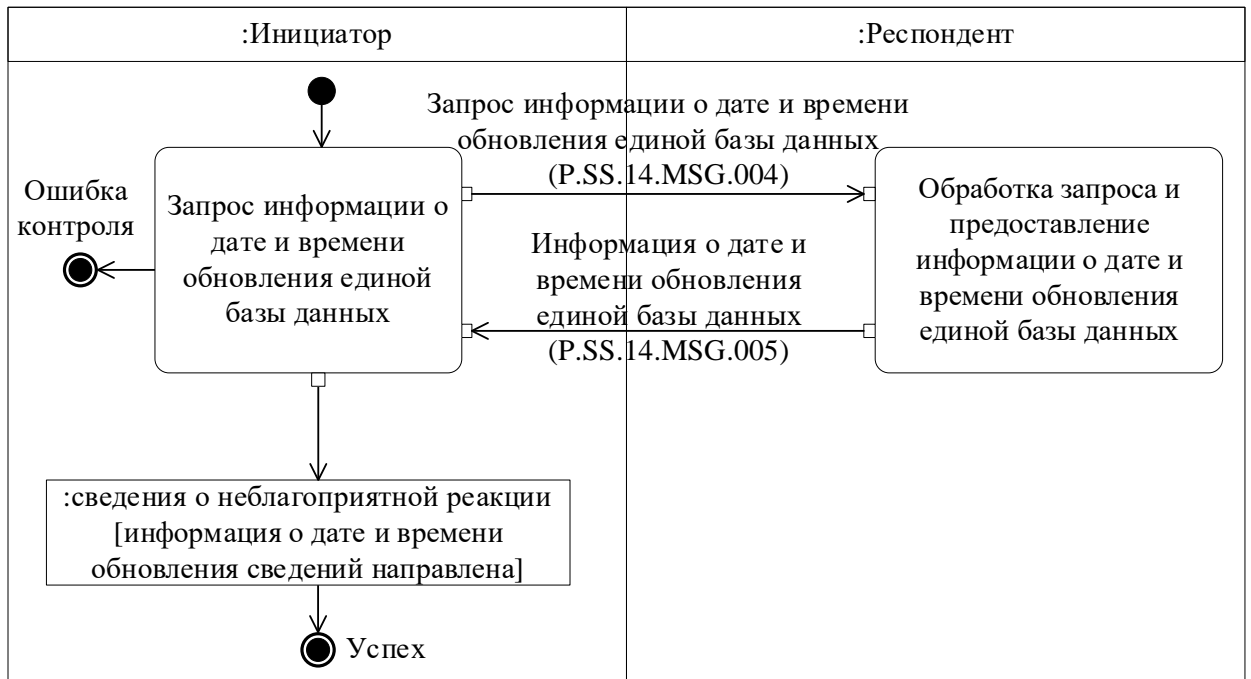 :Инициатор
:Респондент
Запрос информации о дате и времени
обновления единой базы данных
(P.SS.14.MSG.004)
Ошибка
контроля
Запрос информации о
дате и времени
обновления единой
базы данных
Информация о дате и
времени обновления
единой базы данных
(P.SS.14.MSG.005)
Обработка запроса и
предоставление
информации о дате и
времени обновления
единой базы данных
:сведения о неблагоприятной реакции
[информация о дате и времени
обновления сведений направлена]
Успех